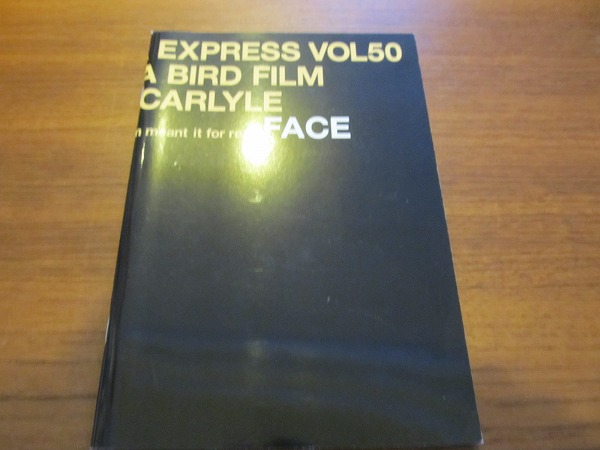 EXPRESS VOL50
A BIRD FILM
CARLYLE
meant it for FACE